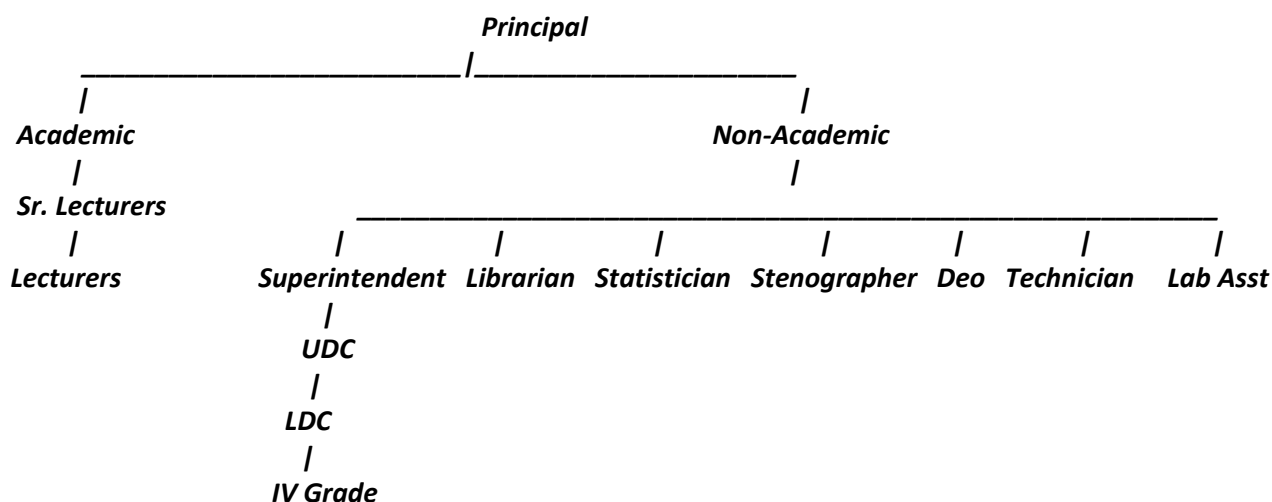 Principal
Academic Non-Academic
Sr. Lecturers
Lecturers Superintendent Librarian Statistician Stenographer Deo Technician Lab Asst
UDC
LDC
IV Grade